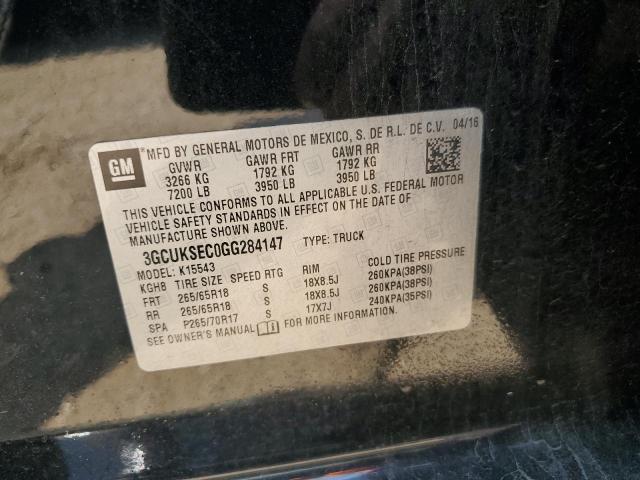 GM
MFD BY GENERAL MOTORS DE MEXICO, S. DE R.L. DE C.V. 04/16
GVWR GAWR FRT GAWR RR
3266 KG 1792 KG 1792 KG
7200 LB 3950 LB 3950 LB
THIS VEHICLE CONFORMS TO ALL APPLICABLE U.S. FEDERAL MOTOR
VEHICLE SAFETY STANDARDS IN EFFECT ON THE DATE OF
MANUFACTURE SHOWN ABOVE.
3GCUKSEC0GG284147 TYPE: TRUCK
MODEL: K15543
KGH8 TIRE SIZE SPEED RTG RIM COLD TIRE PRESSURE
FRT 265/65R18 S 18X8.5J 260KPA(38PSI)
RR 265/65R18 S 18X8.5J 260KPA(38PSI)
SPA P265/70R17 S 17X7J 240KPA(35PSI)
SEE OWNER'S MANUAL FOR ADDITIONAL INFORMATION.